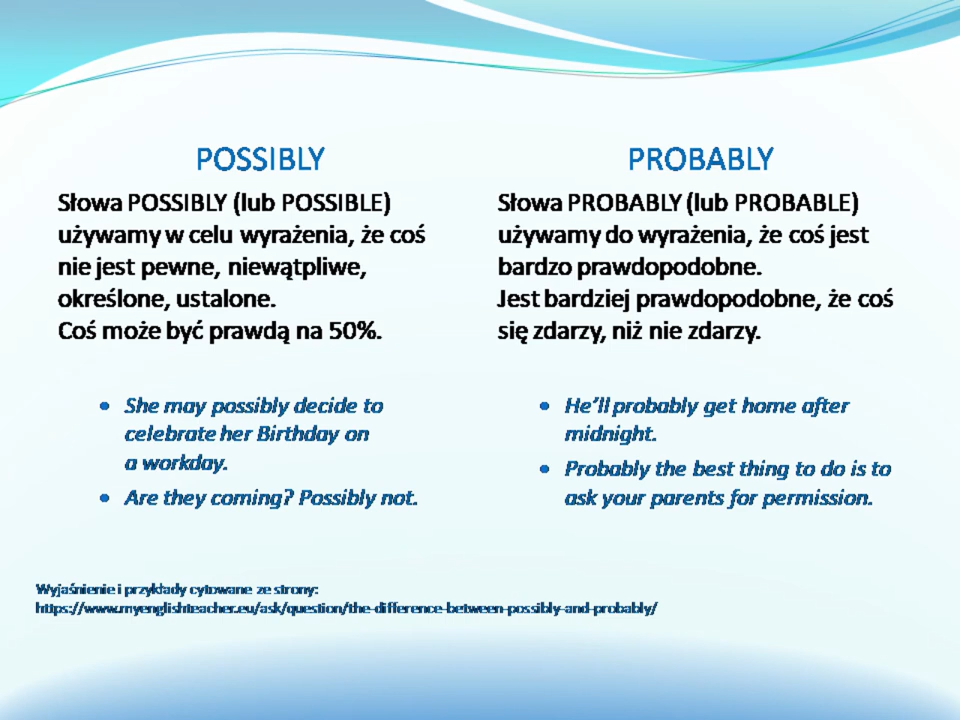 POSSIBLY
Słowa POSSIBLY (lub POSSIBLE)
używamy w celu wyrażenia, że coś
nie jest pewne, niewątpliwe,
określone, ustalone.
Coś może być prawdą na 50%.
• She may possibly decide to
celebrate her Birthday on
a workday.
• Are they coming? Possibly not.
PROBABLY
Słowa PROBABLY (lub PROBABLE)
używamy do wyrażenia, że coś jest
bardzo prawdopodobne.
Jest bardziej prawdopodobne, że coś
się zdarzy, niż nie zdarzy.
• He'll probably get home after
midnight.
• Probably the best thing to do is to
ask your parents for permission.
Wyjaśnienie i przykłady cytowane ze strony:
https://www.myenglishteacher.eu/ask/question/the-difference-between-possibly-and-probably/